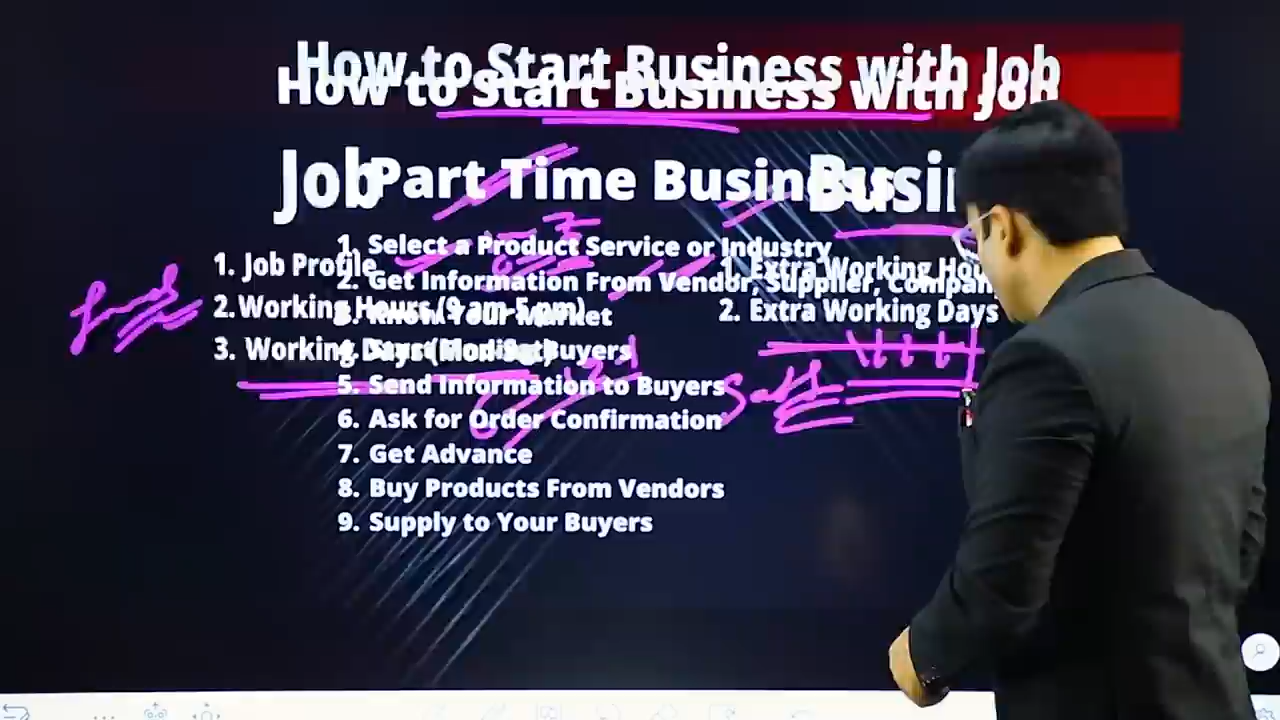 How to Start Business with Job
How to Start Business with Job
Job
Part Time Business
1. Job Profile
2. Working Hours (9 am-5 pm)
3. Working Days (Mon-Sat)
1. Select a Product Service or Industry
2. Get Information From Vendor, Supplier, Compan
3. Know Your Market
4. Buyers
5. Send Information to Buyers
6. Ask for Order Confirmation
7. Get Advance
8. Buy Products From Vendors
9. Supply to Your Buyers
Busin
1. Extra Working Hou
2. Extra Working Days